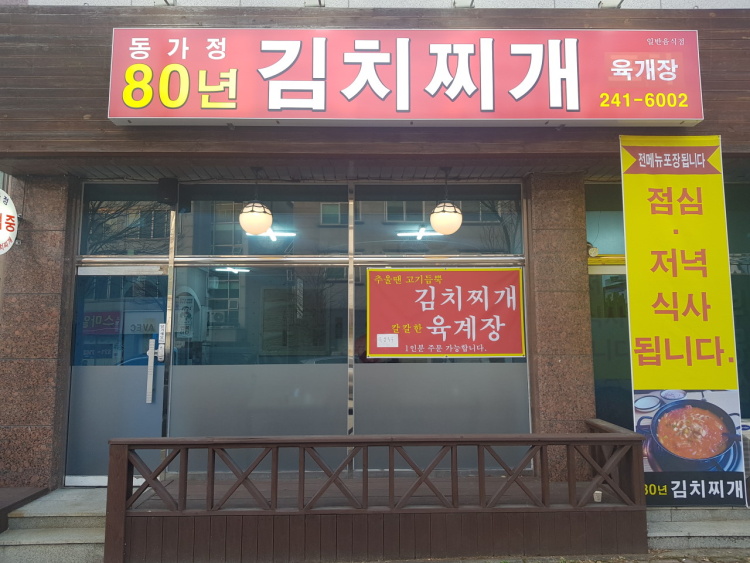 동가정
80년
김치찌개
일반음식점
육개장
241-6002
전메뉴포장됩니다
점심
·
저녁
식사
됩니다.
80년 김치찌개
추울땐 고기듬뿍
김치찌개
칼칼한 육계장
1인분 주문 가능합니다.
AVEC